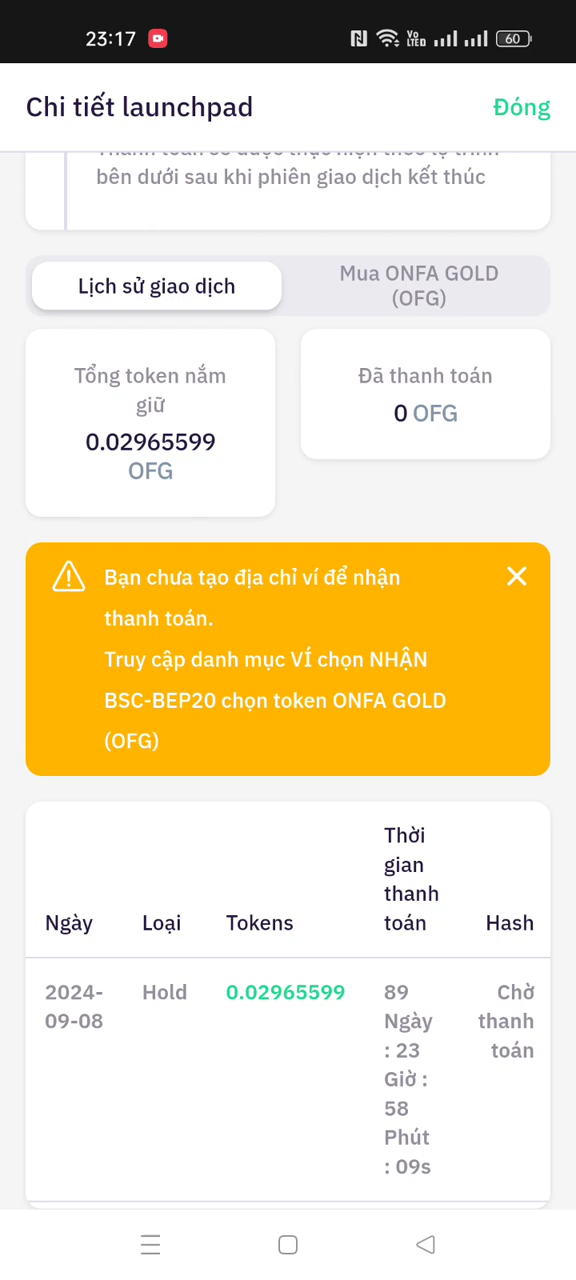 23:17
VO LTED
60
Chi tiết launchpad
Đóng
bên dưới sau khi phiên giao dịch kết thúc
Lịch sử giao dịch
Mua ONFA GOLD
(OFG)
Tổng token nắm
giữ
0.02965599
OFG
Đã thanh toán
0 OFG
Bạn chưa tạo địa chỉ ví để nhận
thanh toán.
Truy cập danh mục VÍ chọn NHẬN
BSC-BEP20 chọn token ONFA GOLD
(OFG)
Ngày
Loại
Tokens
Thời
gian
thanh
toán
Hash
2024-
09-08
Hold
0.02965599
89
Ngày
: 23
Giờ :
58
Phút
: 09s
Chờ
thanh
toán